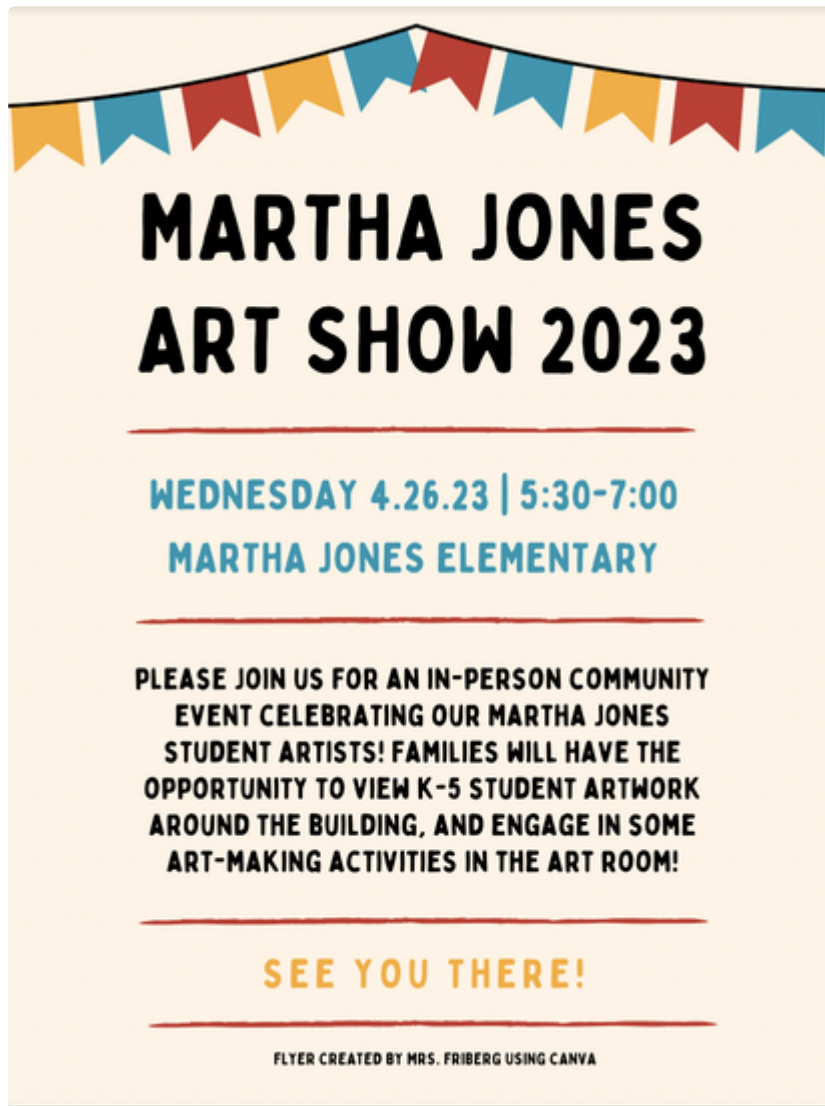 MARTHA JONES
ART SHOW 2023
WEDNESDAY 4.26.23 | 5:30-7:00
MARTHA JONES ELEMENTARY
PLEASE JOIN US FOR AN IN-PERSON COMMUNITY
EVENT CELEBRATING OUR MARTHA JONES
STUDENT ARTISTS! FAMILIES WILL HAVE THE
OPPORTUNITY TO VIEW K-5 STUDENT ARTWORK
AROUND THE BUILDING, AND ENGAGE IN SOME
ART-MAKING ACTIVITIES IN THE ART ROOM!
SEE YOU THERE!
FLYER CREATED BY MRS. FRIBERG USING CANVA